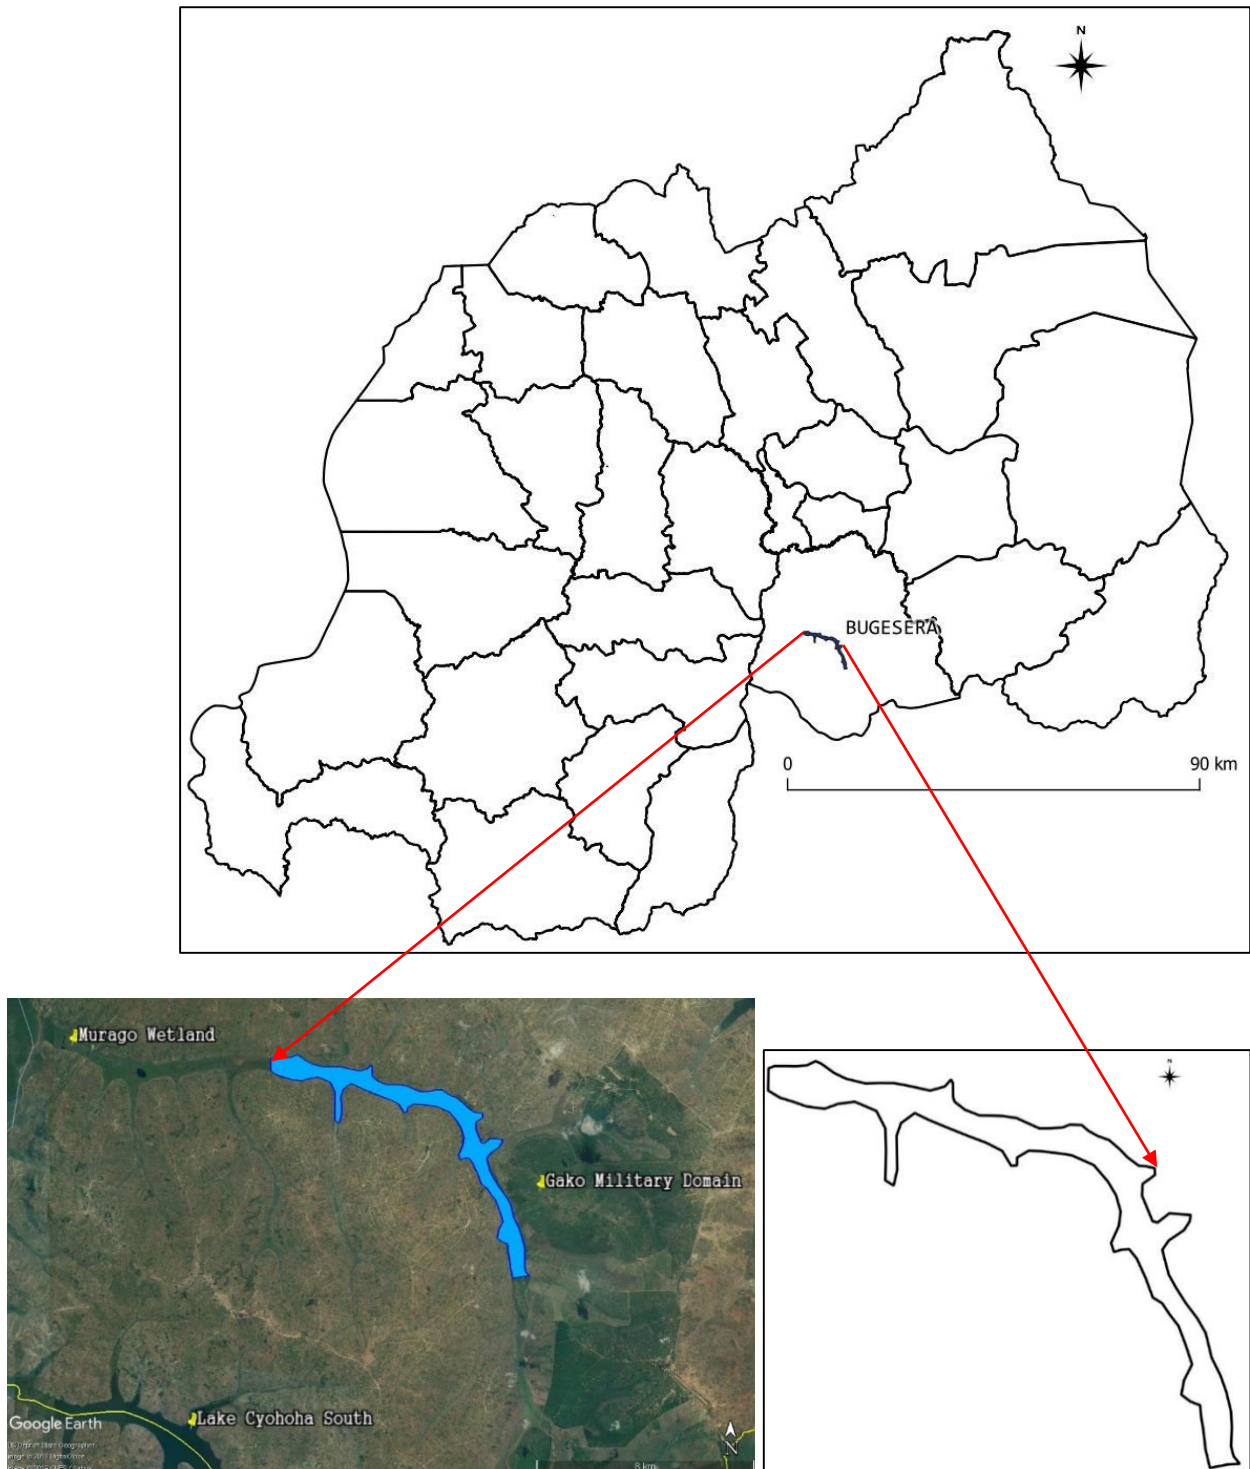 N
BUGESERA
0
90 km
Murago Wetland
Gako Military Domain
Lake Cyohoha South
Google Earth
N
8 km